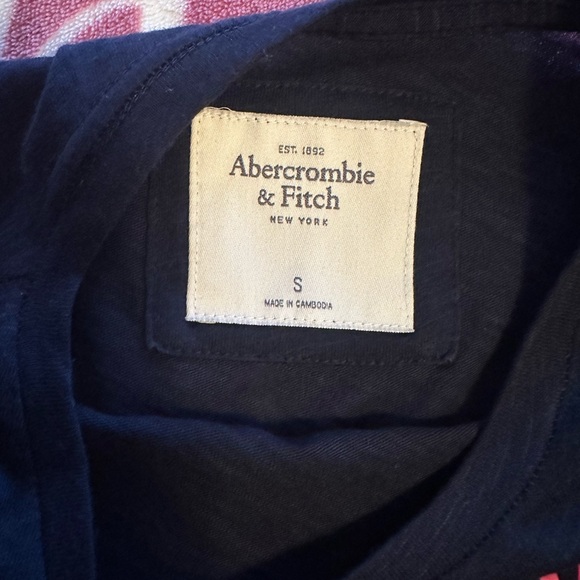 EST. 1892
Abercrombie
& Fitch
NEW YORK
S
MADE IN CAMBODIA